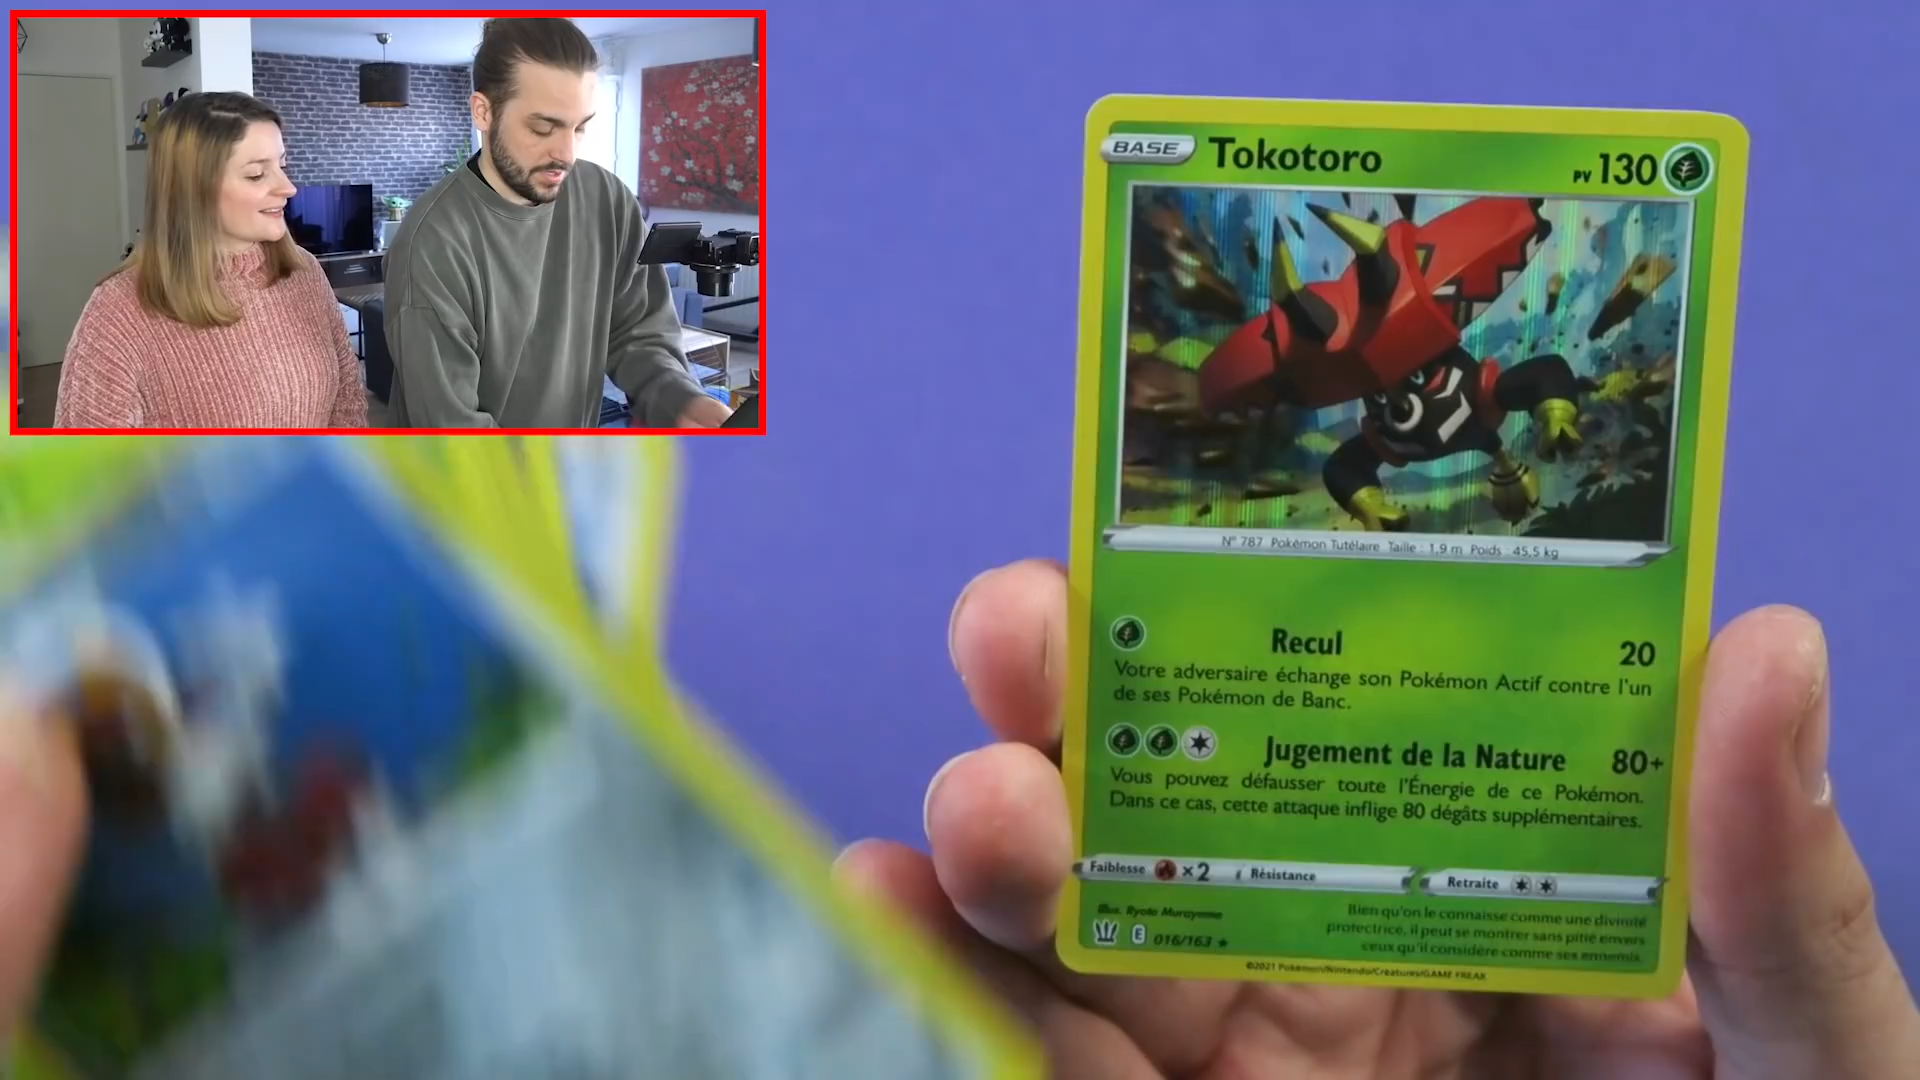 BASE Tokotoro PV 130
N° 787 Pokémon Tutélaire Taille : 1,9 m Poids : 45,5 kg
Recul 20
Votre adversaire échange son Pokémon Actif contre l'un
de ses Pokémon de Banc.
Jugement de la Nature 80+
Vous pouvez défausser toute l'Énergie de ce Pokémon.
Dans ce cas, cette attaque inflige 80 dégâts supplémentaires.
Faiblesse ×2 Résistance Retraite
Illus. Ryota Murayama
E 016/163 ★
Bien qu'on le connaisse comme une divinité
protectrice, il peut se montrer sans pitié envers
ceux qu'il considère comme ses ennemis.
©2021 Pokémon/Nintendo/Creatures/GAME FREAK